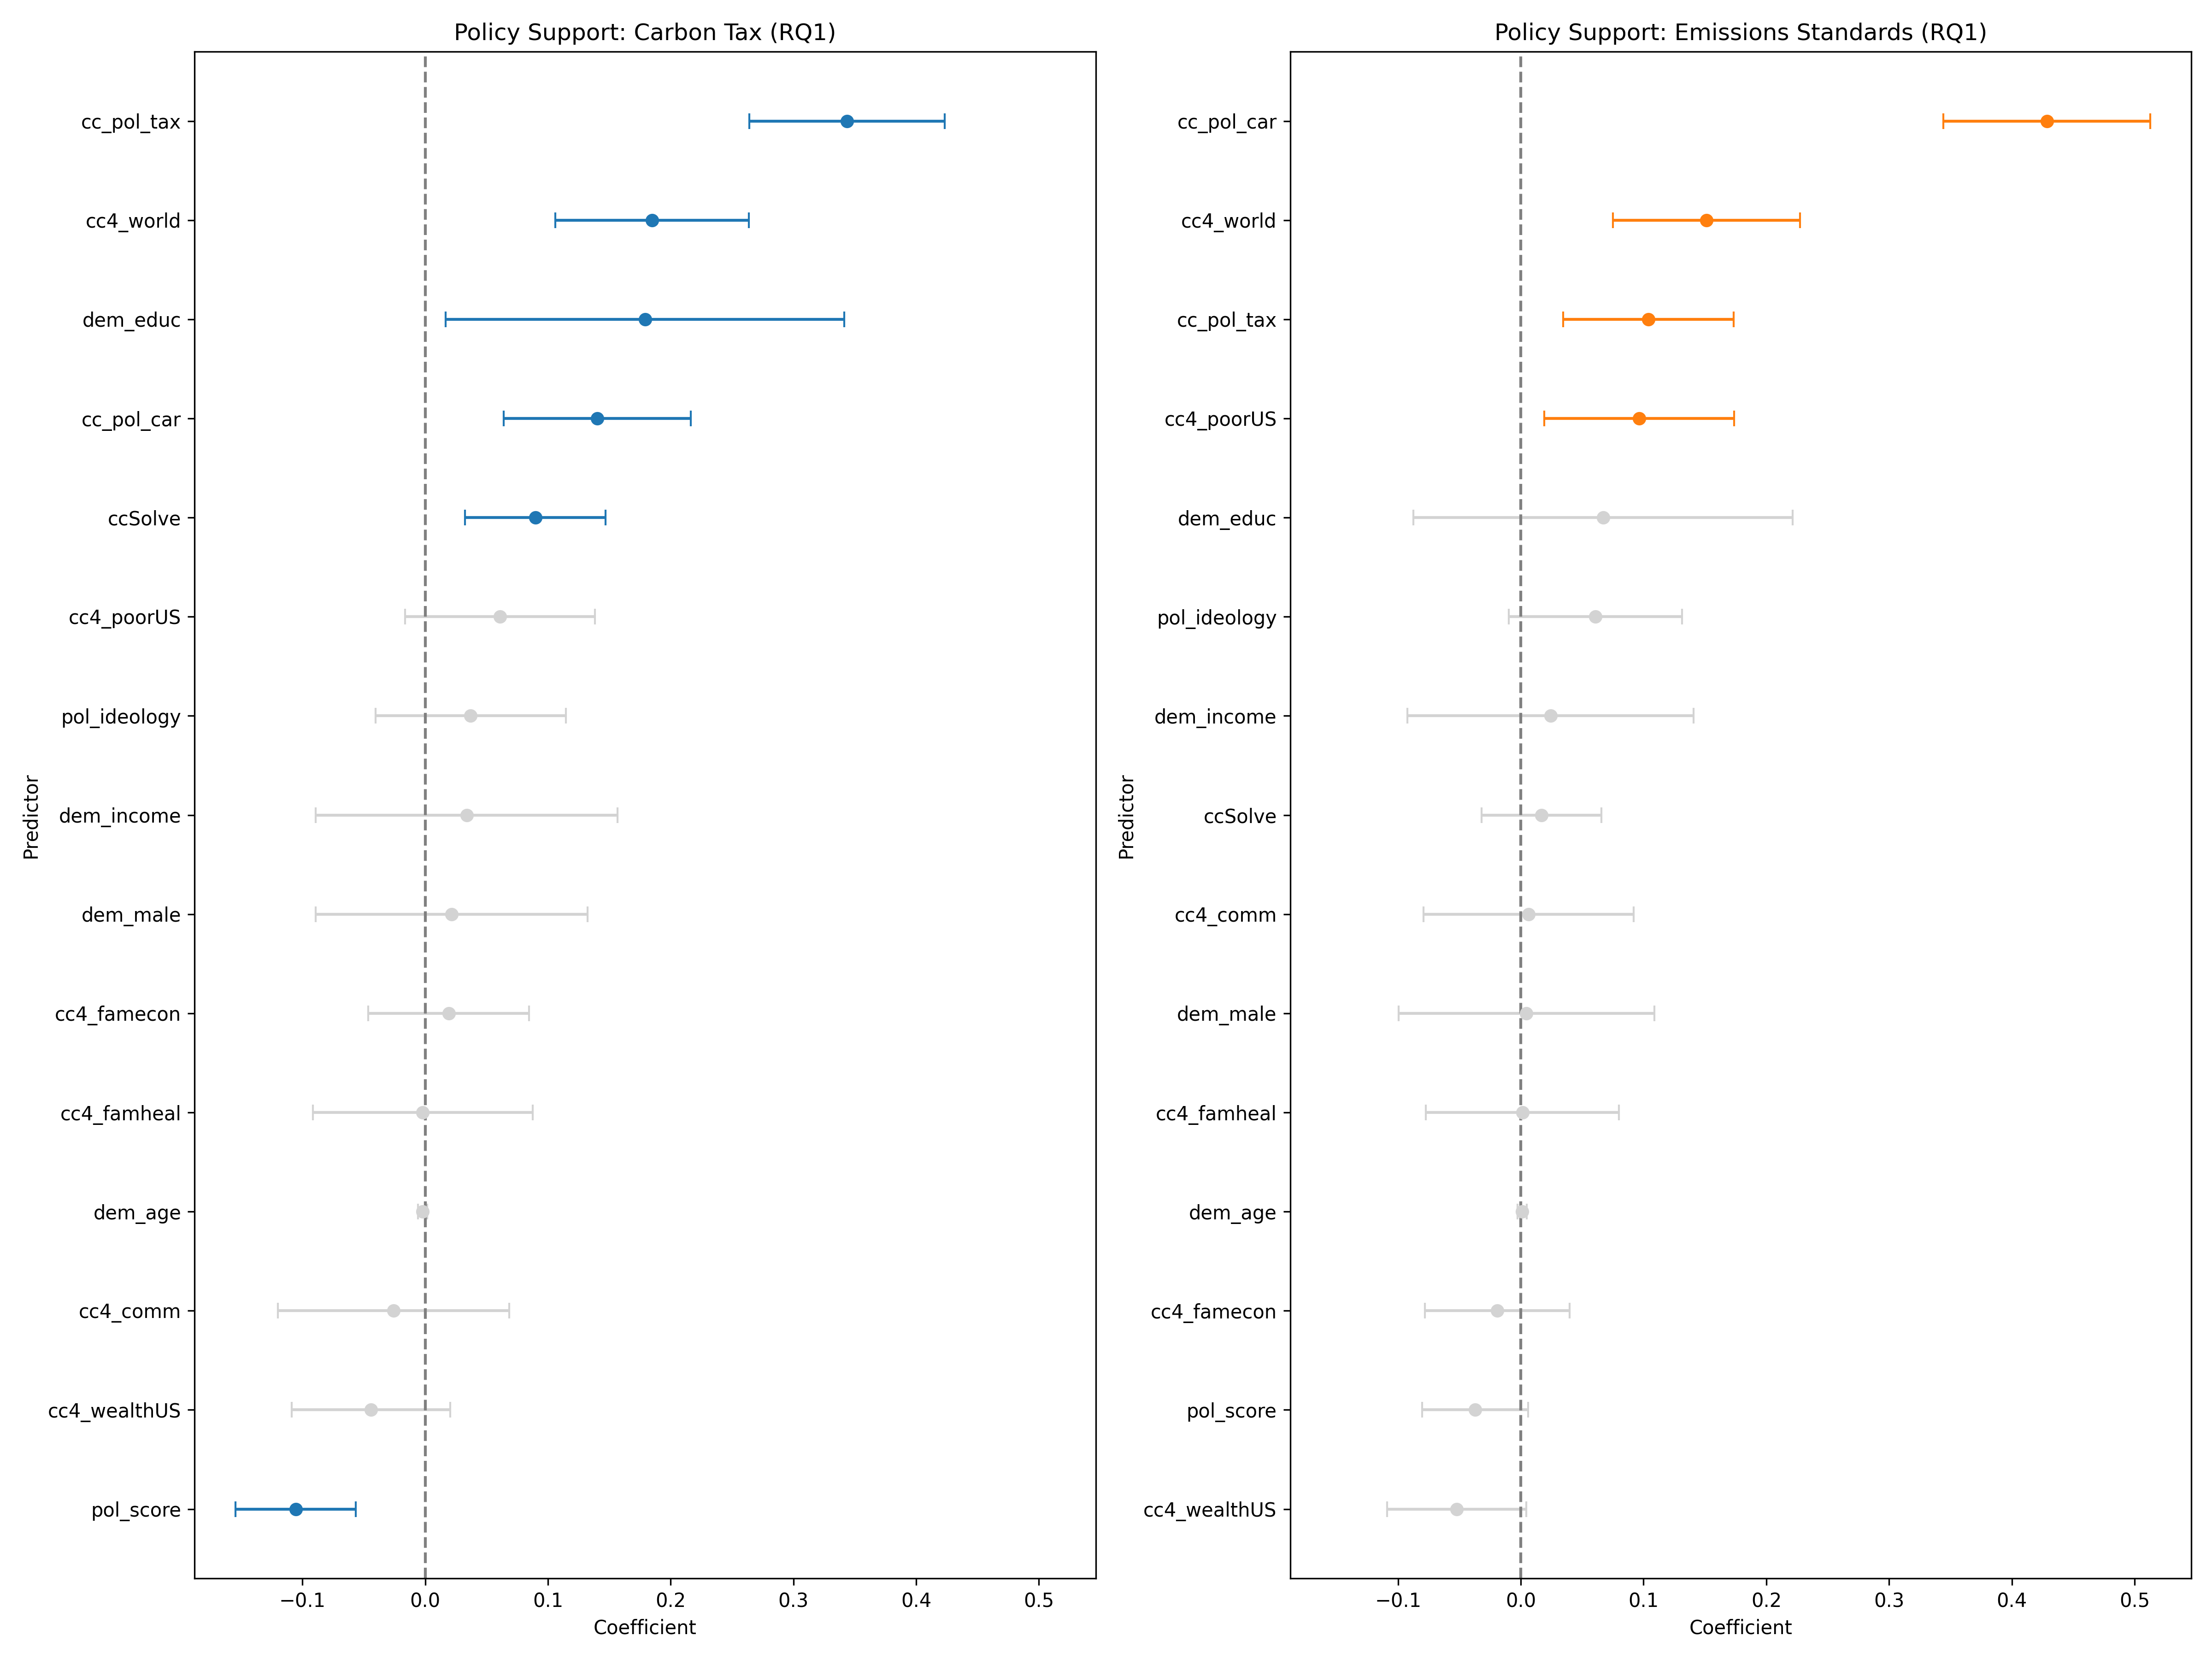 Policy Support: Carbon Tax (RQ1)
cc_pol_tax
cc4_world
dem_educ
cc_pol_car
ccSolve
cc4_poorUS
pol_ideology
dem_income
dem_male
cc4_famecon
cc4_famheal
dem_age
cc4_comm
cc4_wealthUS
pol_score
Predictor
−0.1 0.0 0.1 0.2 0.3 0.4 0.5
Coefficient
Policy Support: Emissions Standards (RQ1)
cc_pol_car
cc4_world
cc_pol_tax
cc4_poorUS
dem_educ
pol_ideology
dem_income
ccSolve
cc4_comm
dem_male
cc4_famheal
dem_age
cc4_famecon
pol_score
cc4_wealthUS
Predictor
−0.1 0.0 0.1 0.2 0.3 0.4 0.5
Coefficient